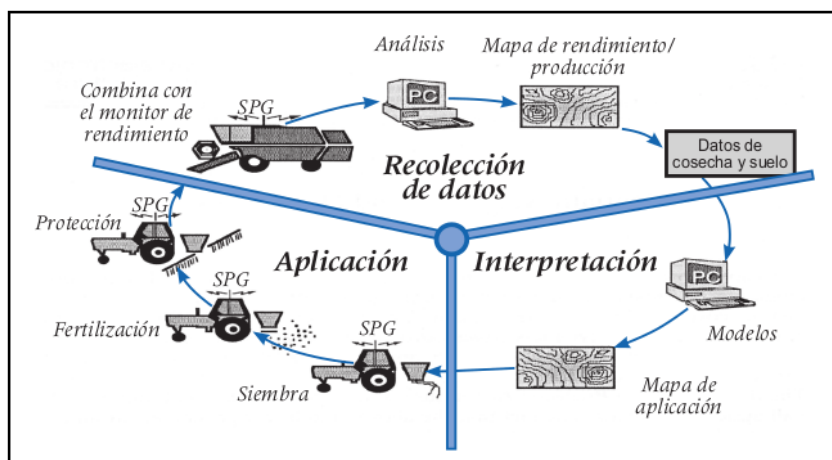 Análisis
Mapa de rendimiento/
producción
Combina con
el monitor de
rendimiento
SPG
PC
Datos de
cosecha y suelo
Recolección
de datos
Protección
SPG
Aplicación
Interpretación
PC
SPG
Fertilización
Modelos
SPG
Siembra
Mapa de
aplicación